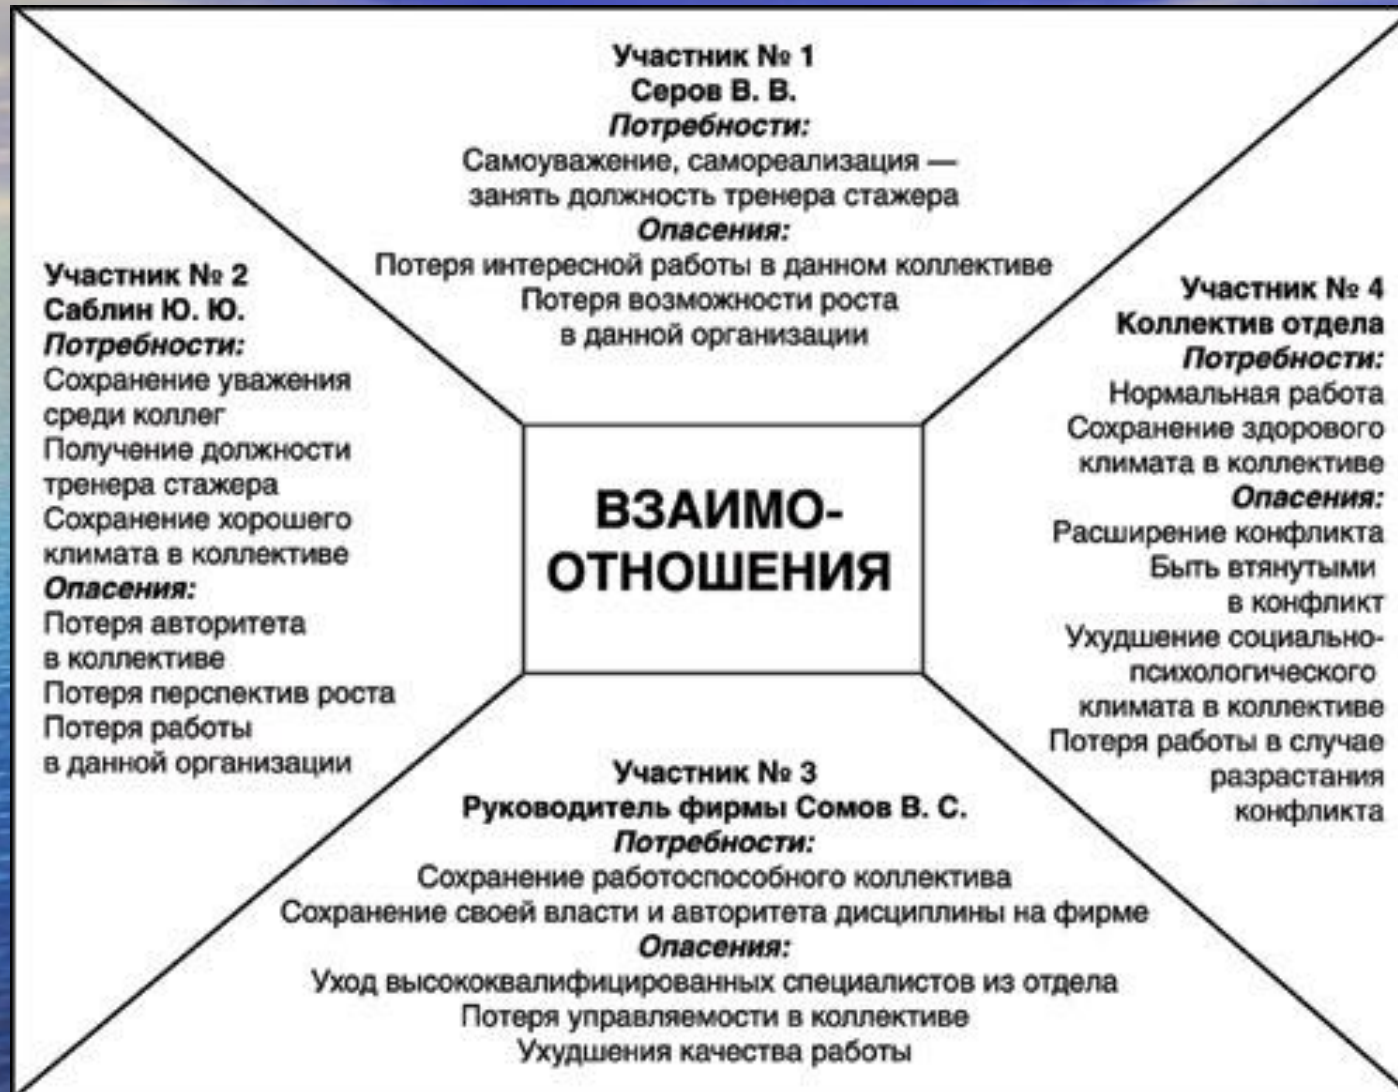 Участник № 1
Серов В. В.
Потребности:
Самоуважение, самореализация —
занять должность тренера стажера
Опасения:
Потеря интересной работы в данном коллективе
Потеря возможности роста
в данной организации
Участник № 2
Саблин Ю. Ю.
Потребности:
Сохранение уважения
среди коллег
Получение должности
тренера стажера
Сохранение хорошего
климата в коллективе
Опасения:
Потеря авторитета
в коллективе
Потеря перспектив роста
Потеря работы
в данной организации
ВЗАИМО-
ОТНОШЕНИЯ
Участник № 4
Коллектив отдела
Потребности:
Нормальная работа
Сохранение здорового
климата в коллективе
Опасения:
Расширение конфликта
Быть втянутыми
в конфликт
Ухудшение социально-
психологического
климата в коллективе
Потеря работы в случае
разрастания
конфликта
Участник № 3
Руководитель фирмы Сомов В. С.
Потребности:
Сохранение работоспособного коллектива
Сохранение своей власти и авторитета дисциплины на фирме
Опасения:
Уход высококвалифицированных специалистов из отдела
Потеря управляемости в коллективе
Ухудшения качества работы